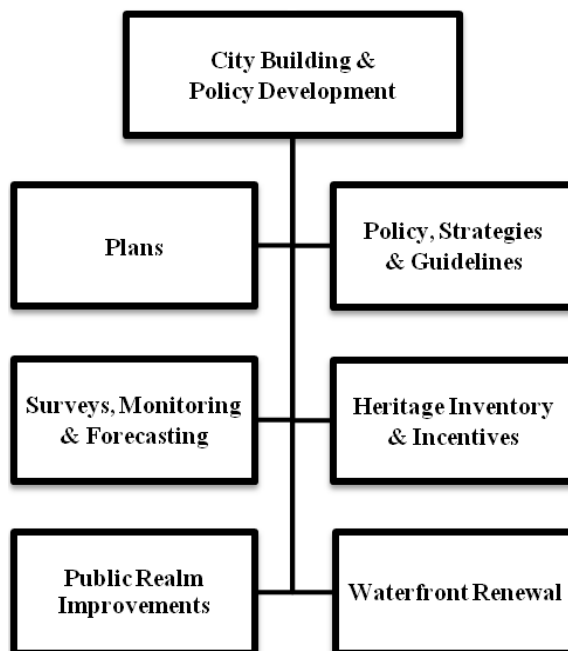 City Building &
Policy Development
Plans
Policy, Strategies
& Guidelines
Surveys, Monitoring
& Forecasting
Heritage Inventory
& Incentives
Public Realm
Improvements
Waterfront Renewal